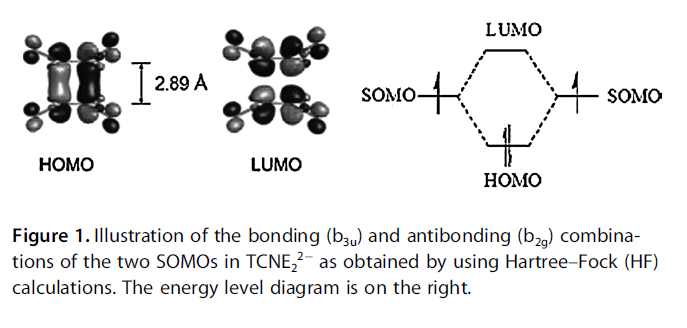 LUMO
2.89 Å
SOMO
SOMO
HOMO
LUMO
HOMO
Figure 1. Illustration of the bonding (b3u) and antibonding (b2g) combina-
tions of the two SOMOs in TCNE₂²⁻ as obtained by using Hartree–Fock (HF)
calculations. The energy level diagram is on the right.